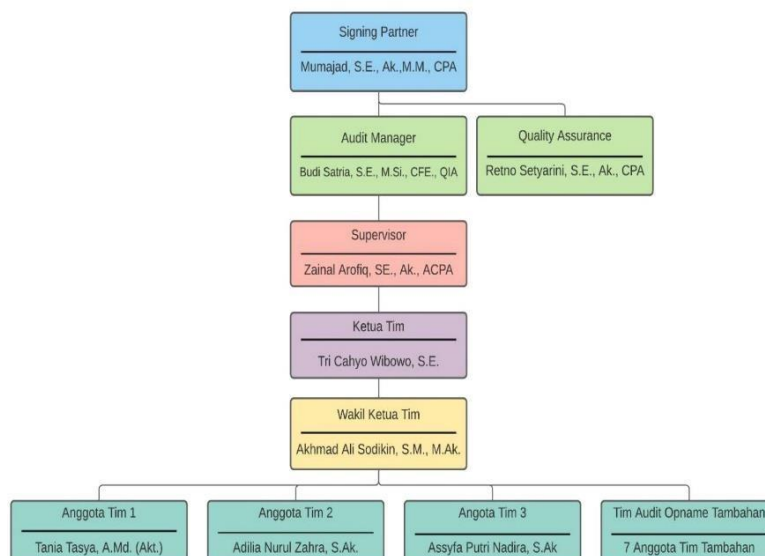 Signing Partner
Mumajad, S.E., Ak.,M.M., CPA
Audit Manager
Budi Satria, S.E., M.Si., CFE., QIA
Quality Assurance
Retno Setyarini, S.E., Ak., CPA
Supervisor
Zainal Arofiq, SE., Ak., ACPA
Ketua Tim
Tri Cahyo Wibowo, S.E.
Wakil Ketua Tim
Akhmad Ali Sodikin, S.M., M.Ak.
Anggota Tim 1
Tania Tasya, A.Md. (Akt.)
Anggota Tim 2
Adilia Nurul Zahra, S.Ak.
Angota Tim 3
Assyfa Putri Nadira, S.Ak
Tim Audit Opname Tambahan
7 Anggota Tim Tambahan